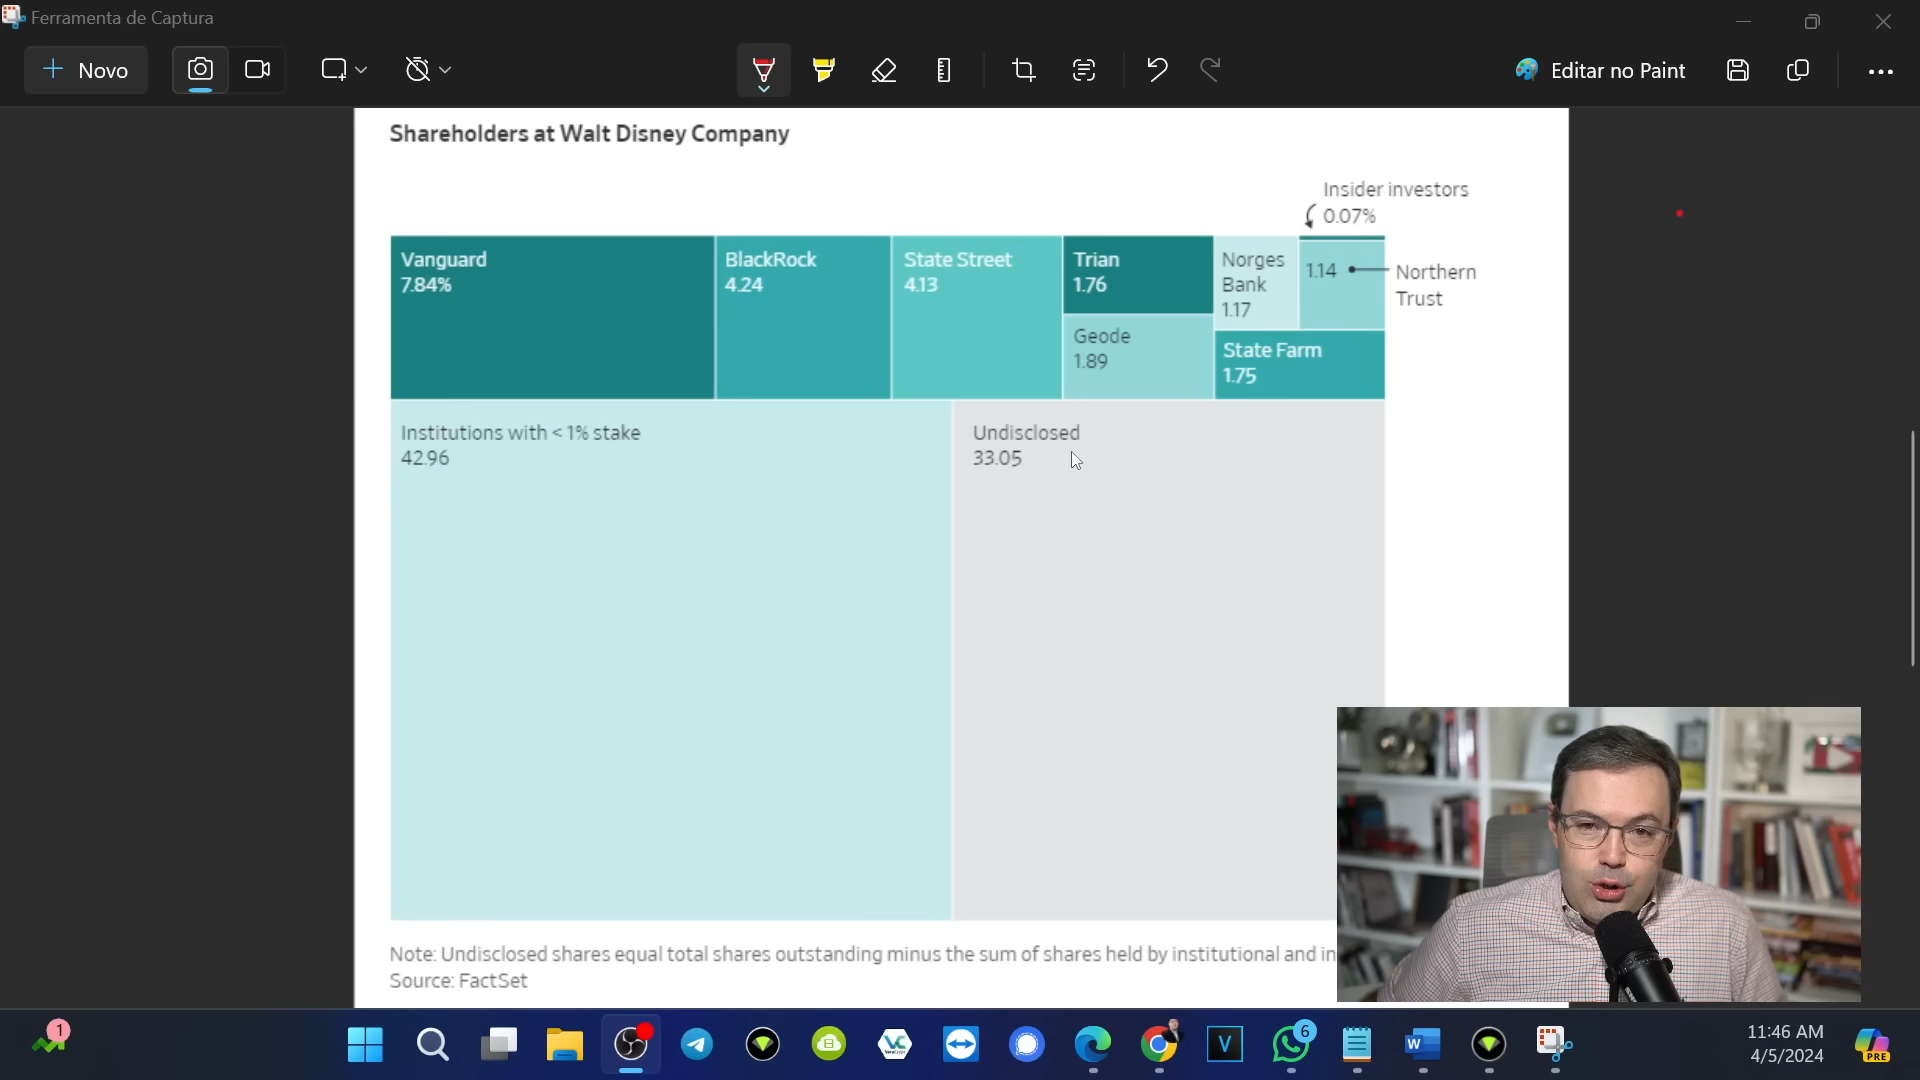 Ferramenta de Captura
Novo
Editar no Paint
Shareholders at Walt Disney Company
Insider investors
0.07%
Vanguard
7.84%
BlackRock
4.24
State Street
4.13
Trian
1.76
Norges
Bank
1.17
1.14
Northern
Trust
Geode
1.89
State Farm
1.75
Institutions with < 1% stake
42.96
Undisclosed
33.05
Note: Undisclosed shares equal total shares outstanding minus the sum of shares held by institutional and in
Source: FactSet
1
VC
V
6
W
11:46 AM
4/5/2024
PRE